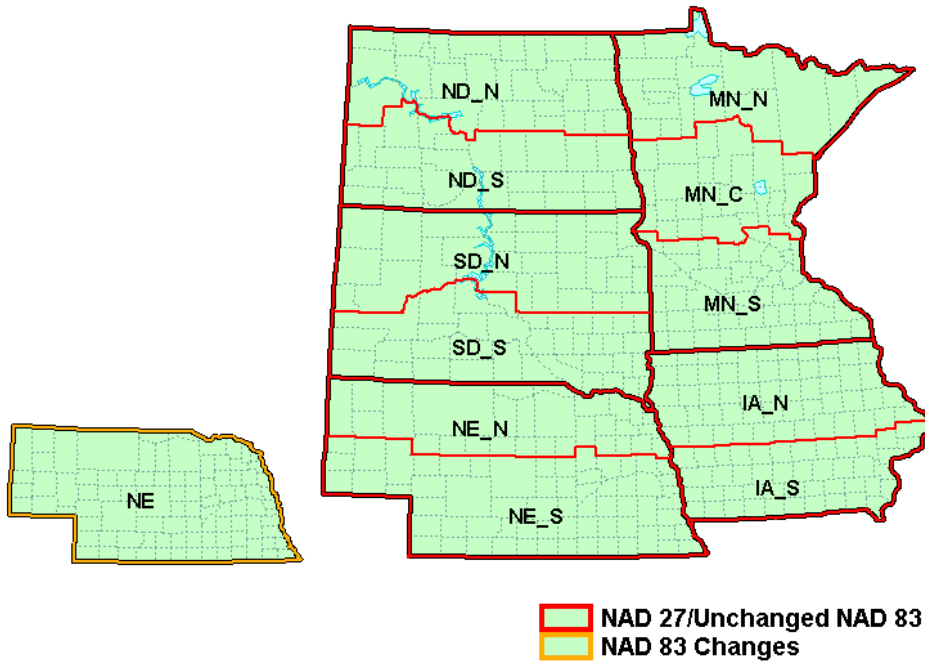 ND_N
MN_N
ND_S
MN_C
SD_N
MN_S
SD_S
IA_N
NE_N
IA_S
NE
NE_S
NAD 27/Unchanged NAD 83
NAD 83 Changes